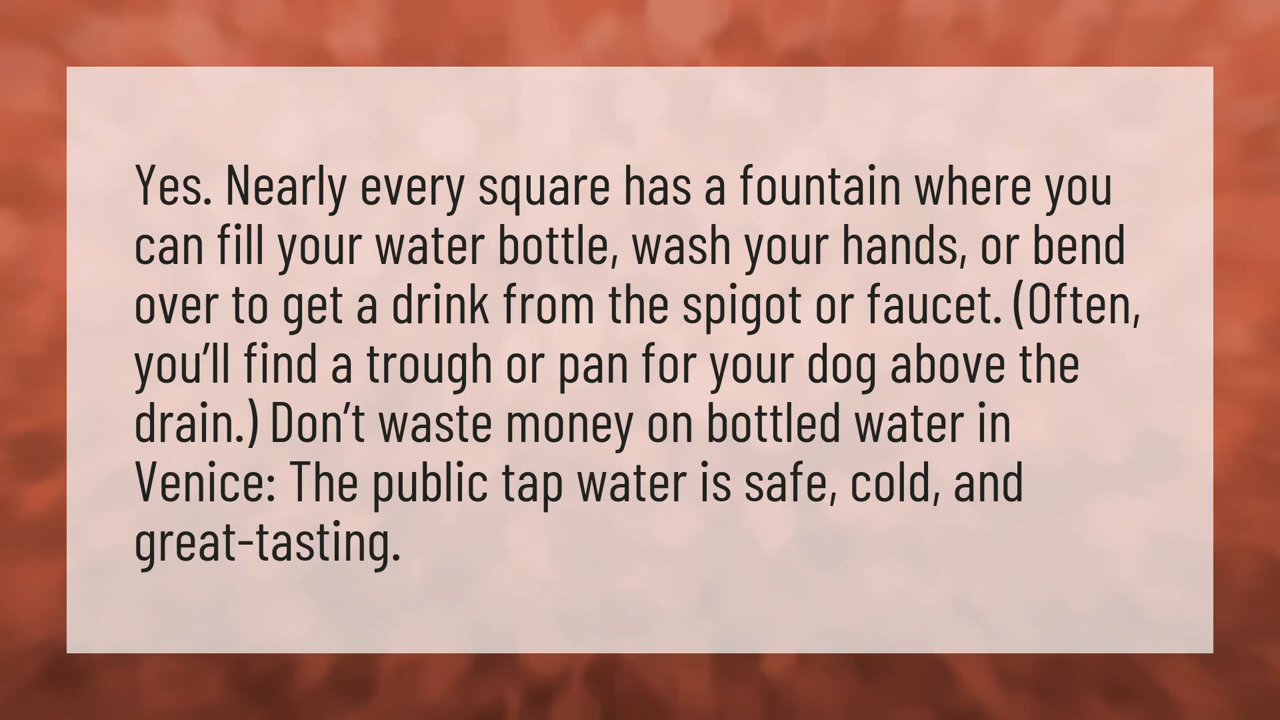 Yes. Nearly every square has a fountain where you
can fill your water bottle, wash your hands, or bend
over to get a drink from the spigot or faucet. (Often,
you’ll find a trough or pan for your dog above the
drain.) Don’t waste money on bottled water in
Venice: The public tap water is safe, cold, and
great-tasting.